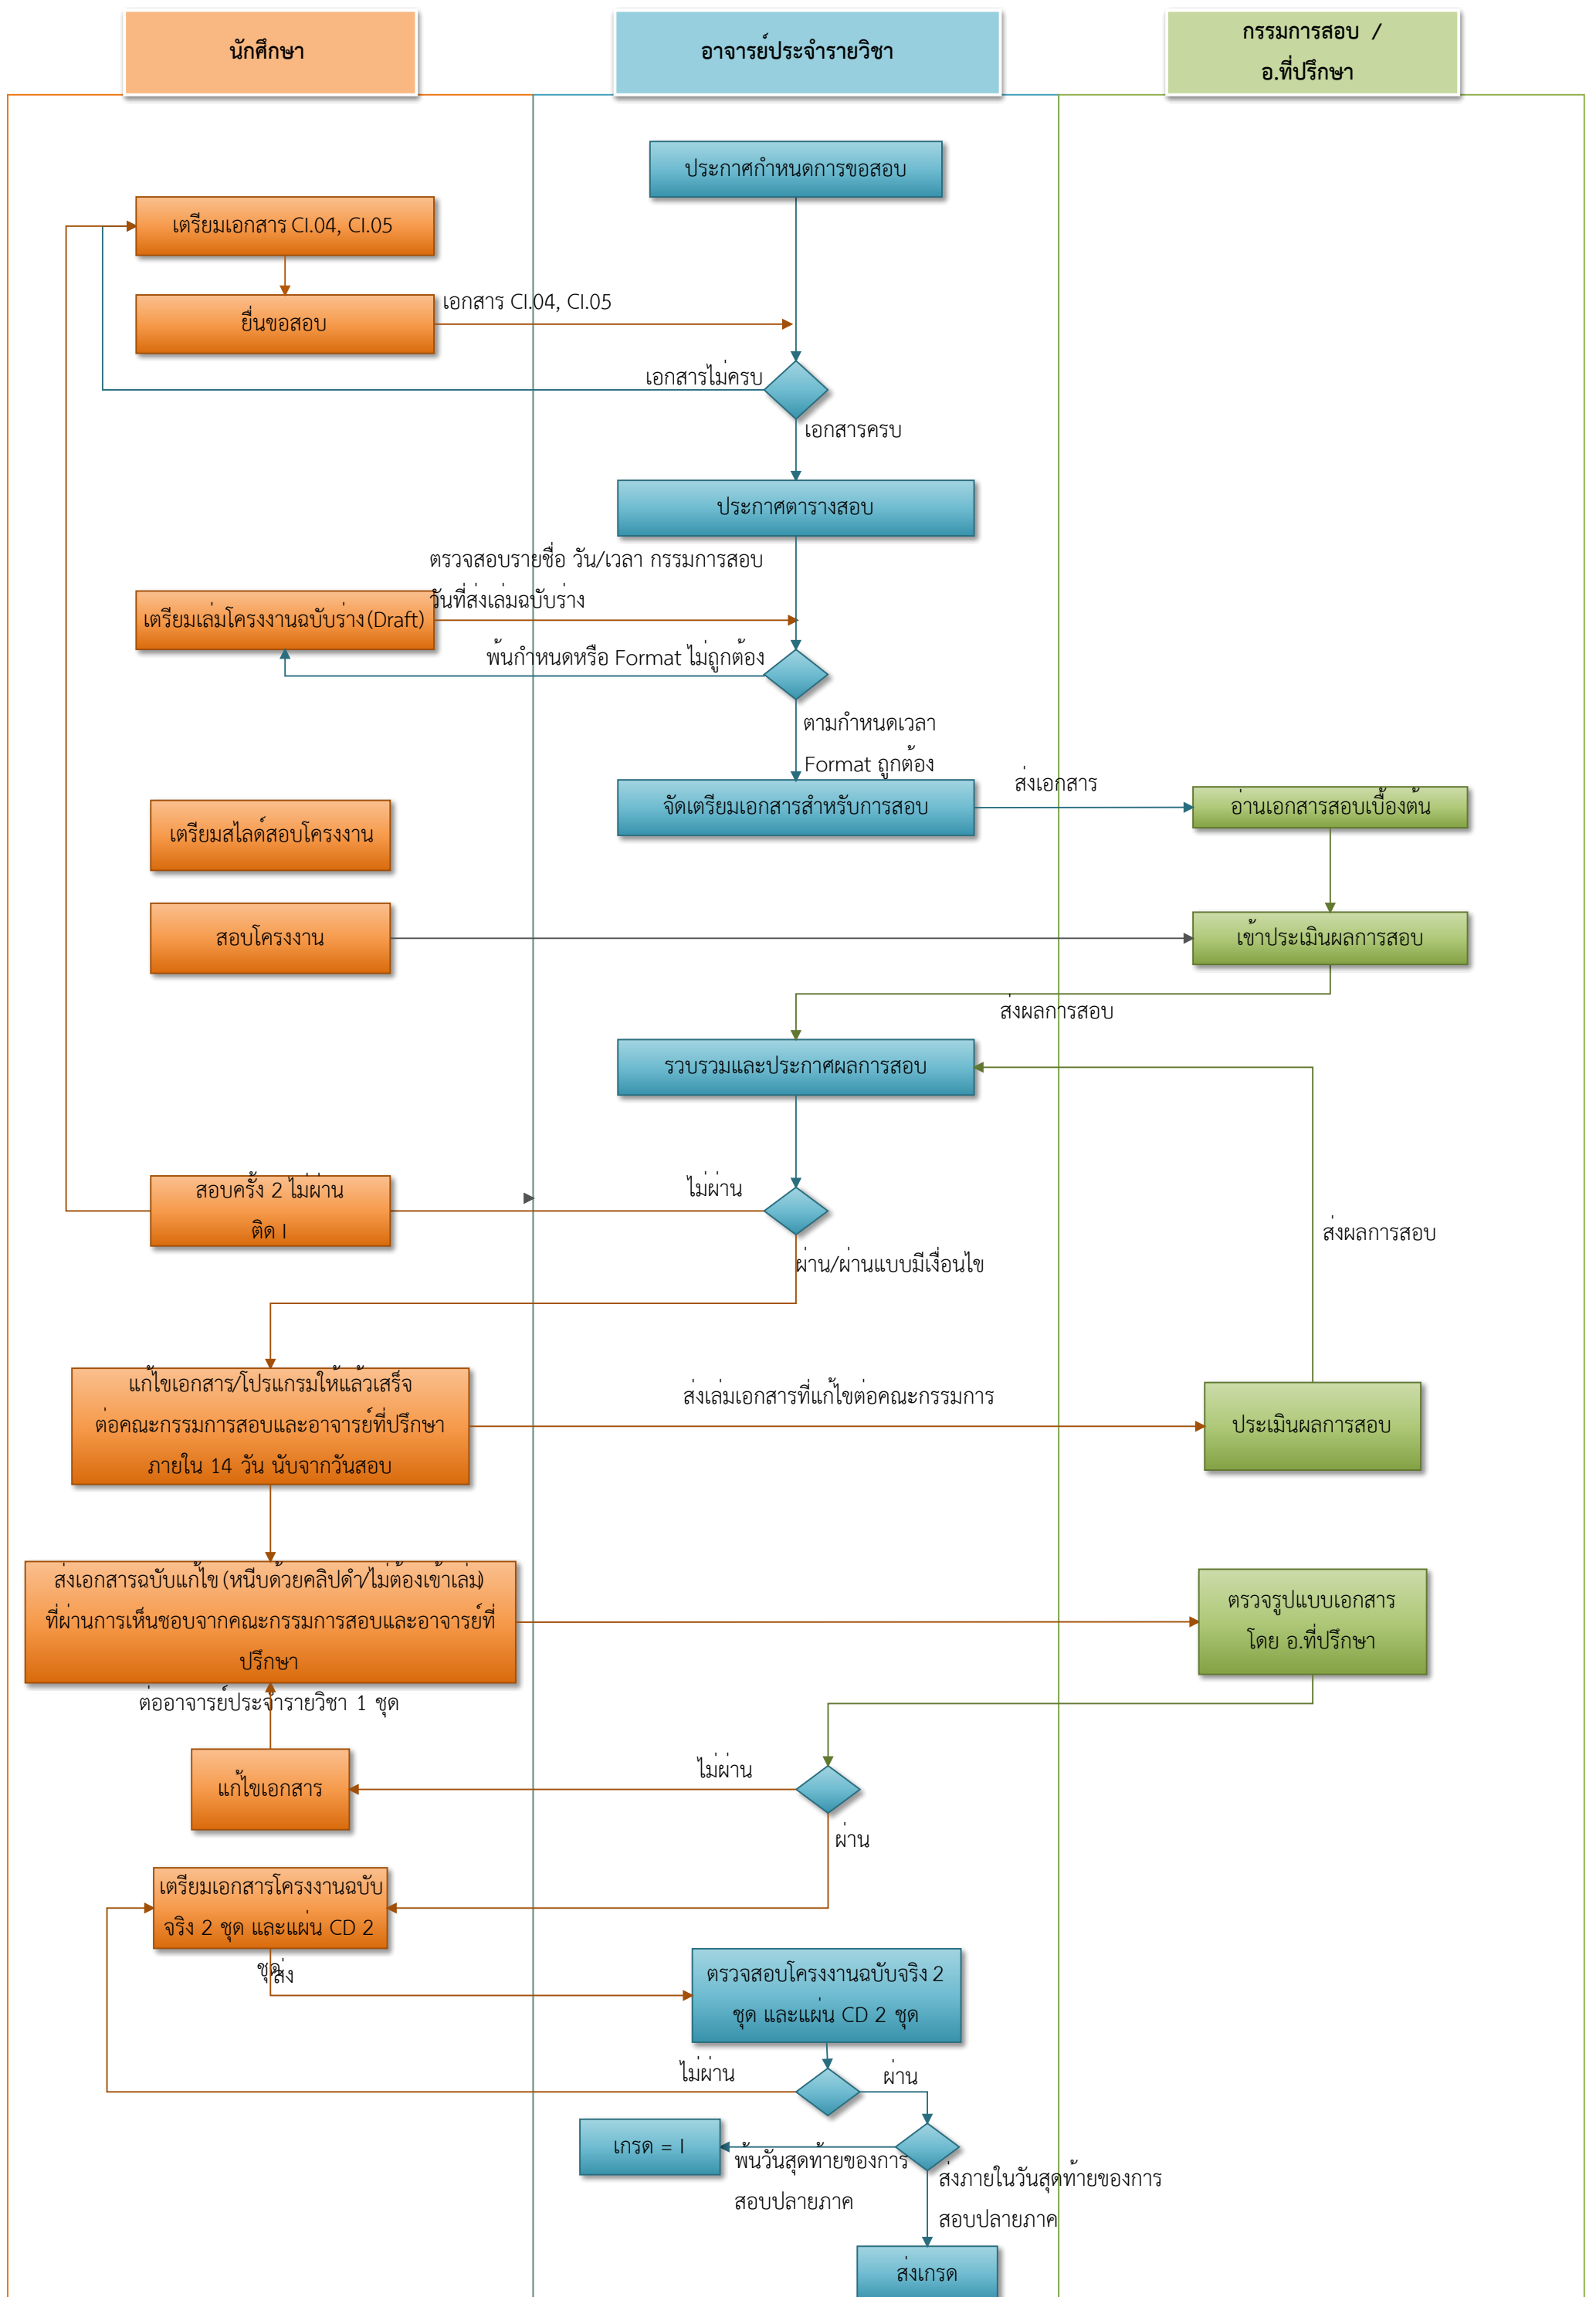 นักศึกษา
อาจารย์ประจำรายวิชา
กรรมการสอบ /
อ.ที่ปรึกษา
ประกาศกำหนดการขอสอบ
เตรียมเอกสาร CI.04, CI.05
ยื่นขอสอบ
เอกสาร CI.04, CI.05
เอกสารไม่ครบ
เอกสารครบ
ประกาศตารางสอบ
ตรวจสอบรายชื่อ วัน/เวลา กรรมการสอบ
วันที่ส่งเล่มฉบับร่าง
เตรียมเล่มโครงงานฉบับร่าง(Draft)
พ้นกำหนดหรือ Format ไม่ถูกต้อง
ตามกำหนดเวลา
Format ถูกต้อง
จัดเตรียมเอกสารสำหรับการสอบ
ส่งเอกสาร
อ่านเอกสารสอบเบื้องต้น
เตรียมสไลด์สอบโครงงาน
สอบโครงงาน
เข้าประเมินผลการสอบ
ส่งผลการสอบ
รวบรวมและประกาศผลการสอบ
สอบครั้ง 2 ไม่ผ่าน
ติด I
ไม่ผ่าน
ผ่าน/ผ่านแบบมีเงื่อนไข
ส่งผลการสอบ
แก้ไขเอกสาร/โปรแกรมให้แล้วเสร็จ
ต่อคณะกรรมการสอบและอาจารย์ที่ปรึกษา
ภายใน 14 วัน นับจากวันสอบ
ส่งเล่มเอกสารที่แก้ไขต่อคณะกรรมการ
ประเมินผลการสอบ
ส่งเอกสารฉบับแก้ไข (หนีบด้วยคลิปดำ/ไม่ต้องเข้าเล่ม)
ที่ผ่านการเห็นชอบจากคณะกรรมการสอบและอาจารย์ที่
ปรึกษา
ต่ออาจารย์ประจำรายวิชา 1 ชุด
ตรวจรูปแบบเอกสาร
โดย อ.ที่ปรึกษา
แก้ไขเอกสาร
ไม่ผ่าน
ผ่าน
เตรียมเอกสารโครงงานฉบับ
จริง 2 ชุด และแผ่น CD 2
ชุด
ส่ง
ตรวจสอบโครงงานฉบับจริง 2
ชุด และแผ่น CD 2 ชุด
ไม่ผ่าน
ผ่าน
เกรด = I
พ้นวันสุดท้ายของการ
สอบปลายภาค
ส่งภายในวันสุดท้ายของการ
สอบปลายภาค
ส่งเกรด